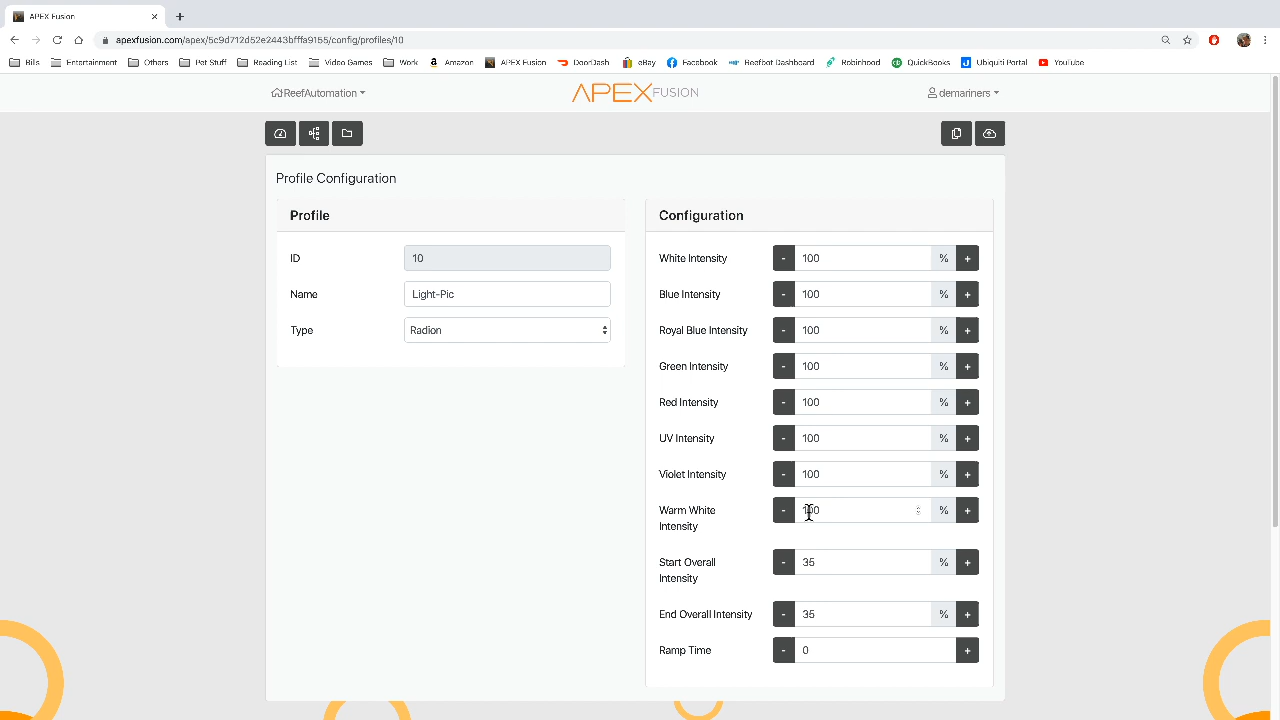 APEX Fusion
apexfusion.com/apex/5c9d712d52e2443bfffa9155/config/profiles/10
Bills Entertainment Others Pet Stuff Reading List Video Games Work Amazon APEX Fusion DoorDash eBay Facebook Reefbot Dashboard Robinhood QuickBooks Ubiquiti Portal YouTube
ReefAutomation APEX FUSION demariners
Profile Configuration
Profile
ID 10
Name Light-Pic
Type Radion
Configuration
White Intensity - 100 % +
Blue Intensity - 100 % +
Royal Blue Intensity - 100 % +
Green Intensity - 100 % +
Red Intensity - 100 % +
UV Intensity - 100 % +
Violet Intensity - 100 % +
Warm White - 100 % +
Intensity
Start Overall - 35 % +
Intensity
End Overall Intensity - 35 % +
Ramp Time - 0 +